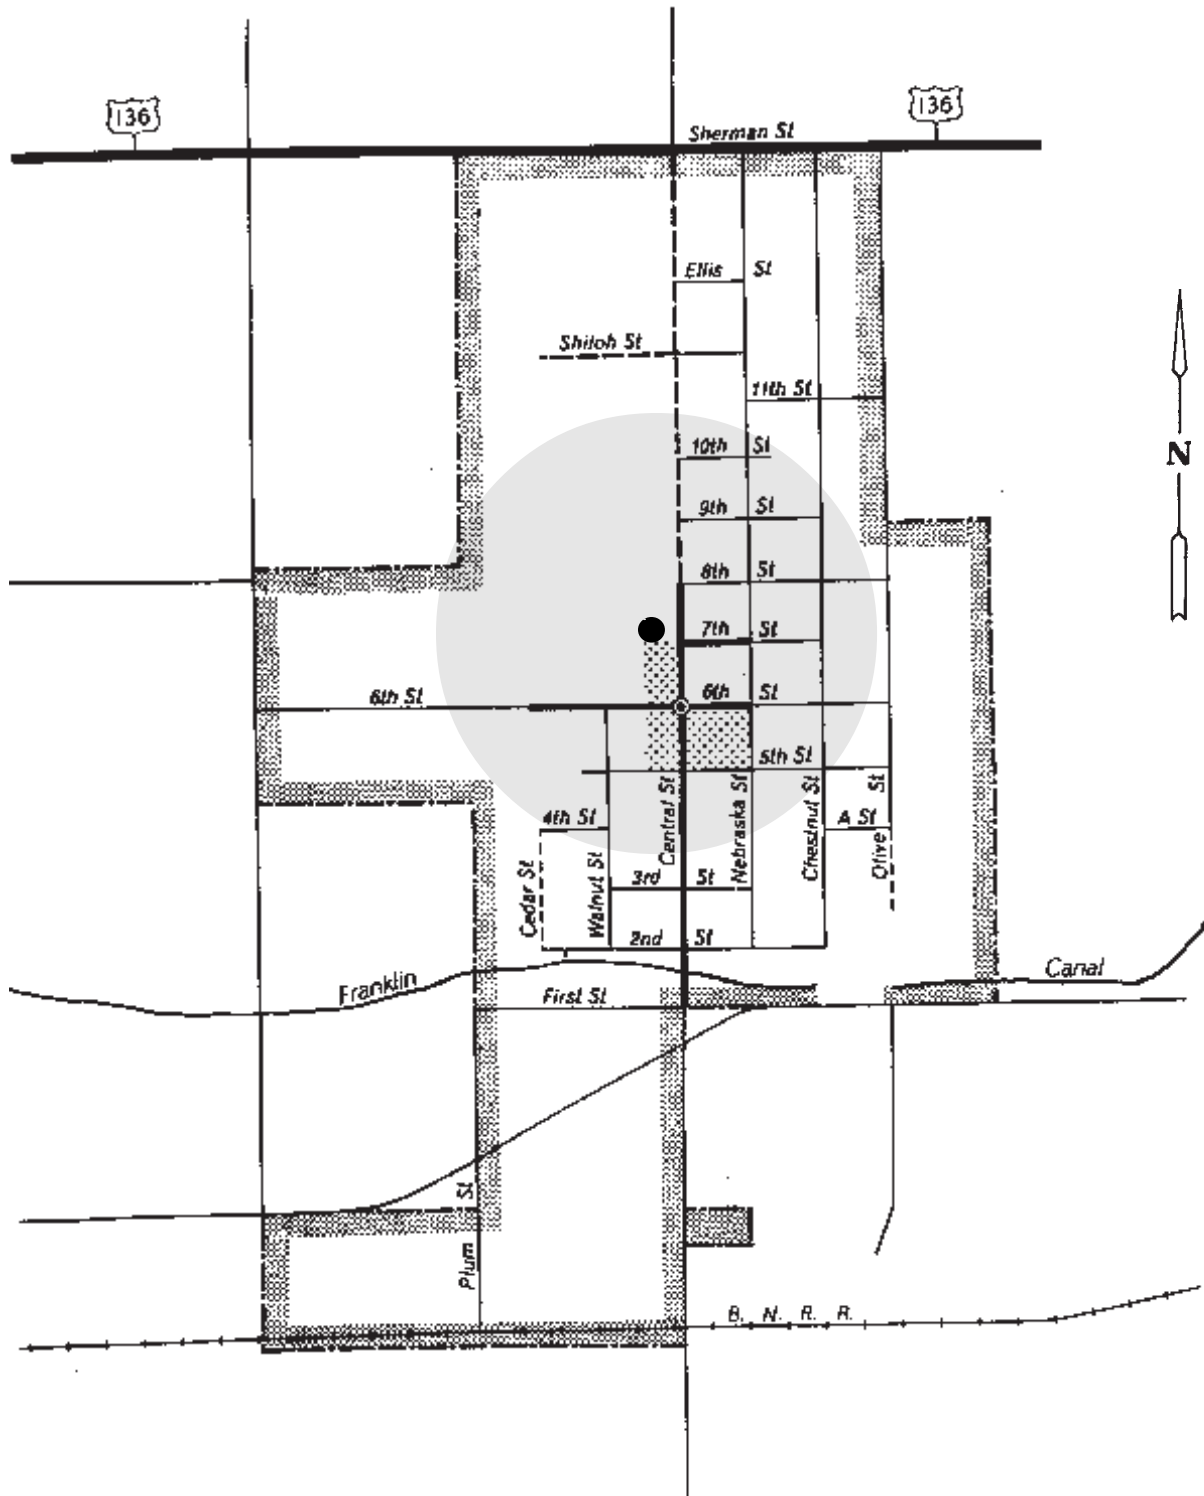 136
136
Sherman St
Ellis St
Shiloh St
11th St
10th St
9th St
8th St
7th St
6th St
6th St
5th St
4th St
A St
3rd St
2nd St
First St
Cedar St
Walnut St
Central St
Nebraska St
Chestnut St
Olive St
Plum St
Franklin Canal
B. N. R. R.
N